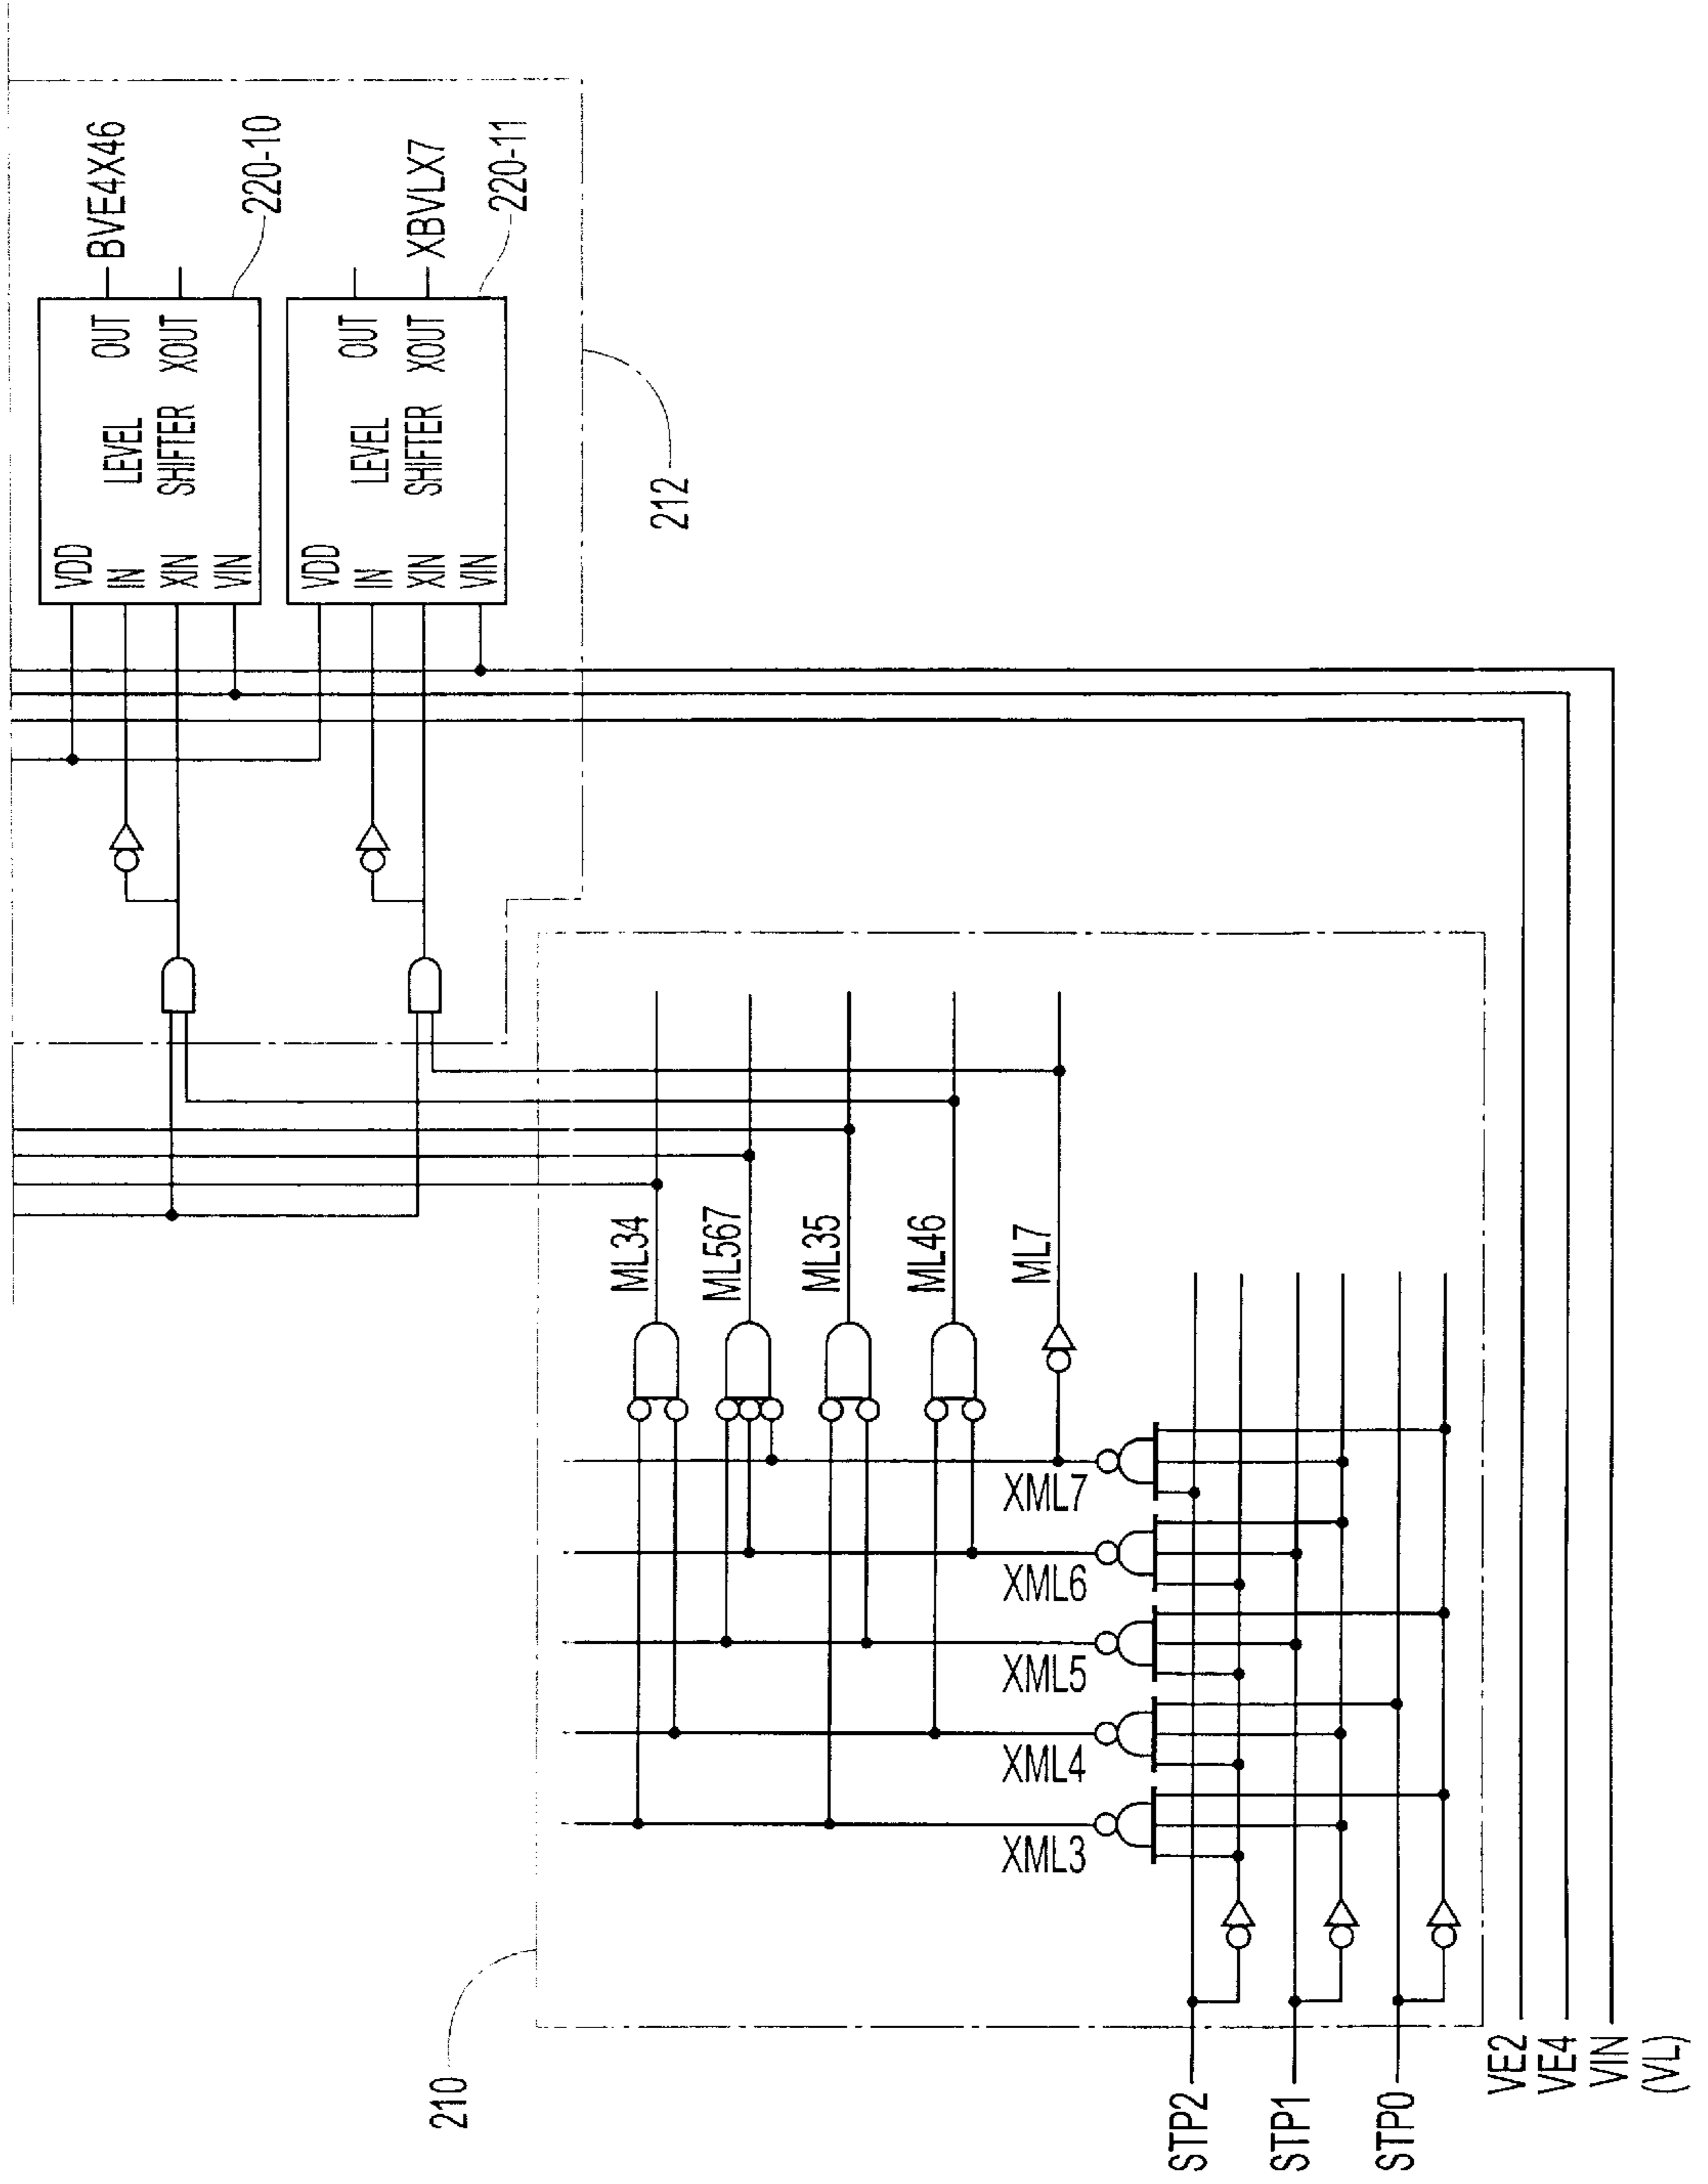 BVE4X46
220-10
VDD
IN
XIN
VIN
LEVEL
SHIFTER
OUT
XOUT
XBVLX7
220-11
VDD
IN
XIN
VIN
LEVEL
SHIFTER
OUT
XOUT
212
ML34
ML567
ML35
ML46
ML7
XML7
XML6
XML5
XML4
XML3
210
STP2
STP1
STP0
VE2
VE4
VIN
(VL)